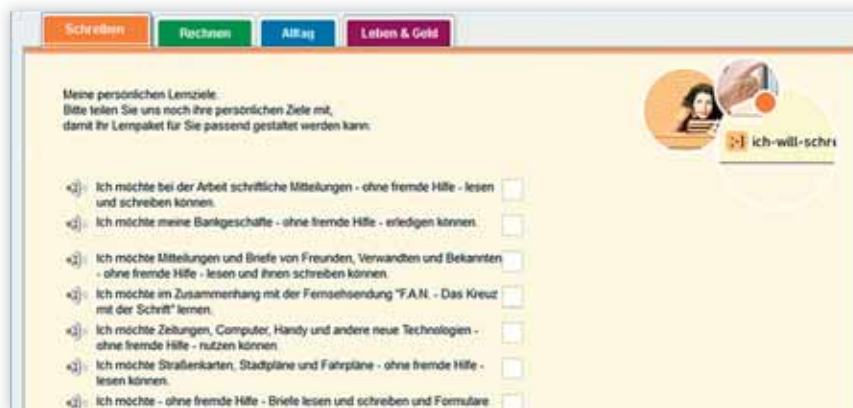 Schreiben
Rechnen
Alltag
Leben & Geld
Meine persönlichen Lernziele.
Bitte teilen Sie uns noch ihre persönlichen Ziele mit,
damit Ihr Lernpaket für Sie passend gestaltet werden kann:
ich-will-schre
Ich möchte bei der Arbeit schriftliche Mitteilungen - ohne fremde Hilfe - lesen
und schreiben können.
Ich möchte meine Bankgeschäfte - ohne fremde Hilfe - erledigen können.
Ich möchte Mitteilungen und Briefe von Freunden, Verwandten und Bekannten
- ohne fremde Hilfe - lesen und ihnen schreiben können.
Ich möchte im Zusammenhang mit der Fernsehsendung "F.A.N. - Das Kreuz
mit der Schrift" lernen.
Ich möchte Zeitungen, Computer, Handy und andere neue Technologien -
ohne fremde Hilfe - nutzen können.
Ich möchte Straßenkarten, Stadtpläne und Fahrpläne - ohne fremde Hilfe -
lesen können.
Ich möchte - ohne fremde Hilfe - Briefe lesen und schreiben und Formulare